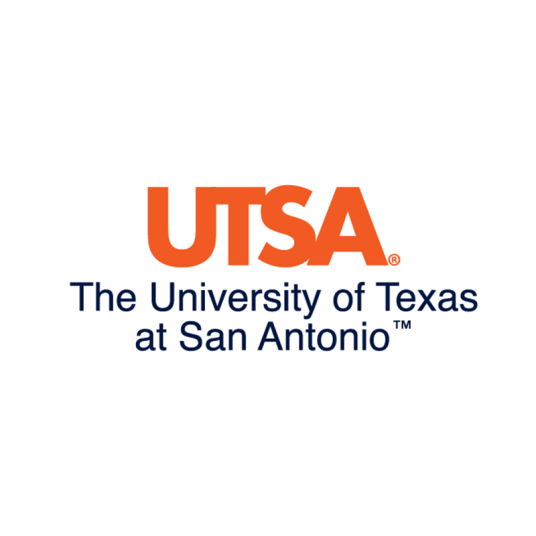 UTSA®
The University of Texas
at San Antonio™